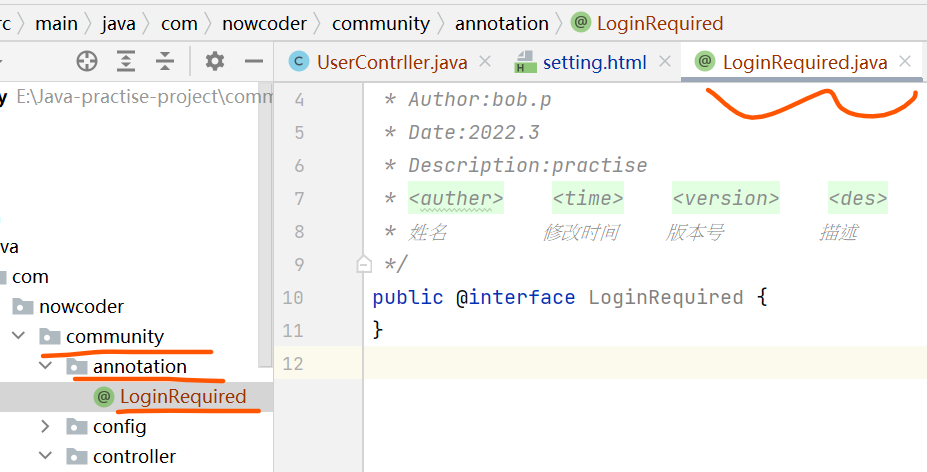 rc main java com nowcoder community annotation @ LoginRequired
C UserContrller.java H setting.html @ LoginRequired.java
y E:\Java-practise-project\comm
va
com
nowcoder
community
annotation
@ LoginRequired
config
controller
4 * Author:bob.p
5 * Date:2022.3
6 * Description:practise
7 * <auther> <time> <version> <des>
8 * 姓名 修改时间 版本号 描述
9 */
10 public @interface LoginRequired {
11 }
12